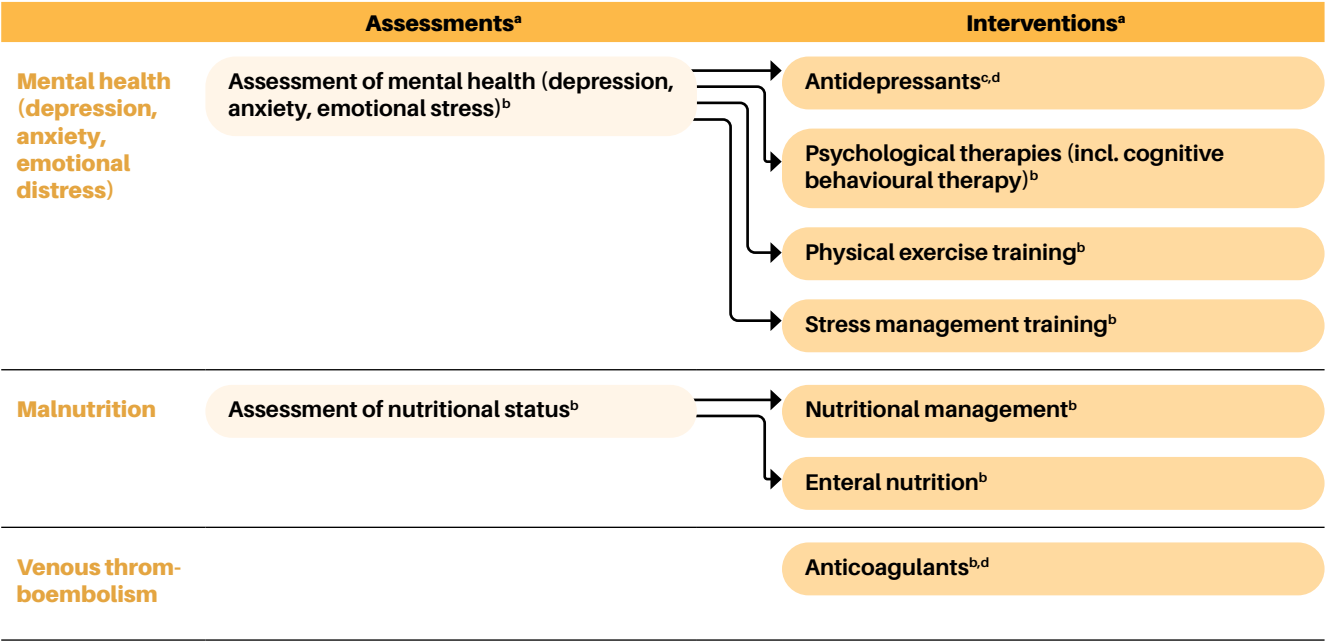 Assessmentsᵃ
Interventionsᵃ
Mental health
(depression,
anxiety,
emotional
distress)
Assessment of mental health (depression,
anxiety, emotional stress)ᵇ
Antidepressantsᶜ,ᵈ
Psychological therapies (incl. cognitive
behavioural therapy)ᵇ
Physical exercise trainingᵇ
Stress management trainingᵇ
Malnutrition
Assessment of nutritional statusᵇ
Nutritional managementᵇ
Enteral nutritionᵇ
Venous throm-
boembolism
Anticoagulantsᵇ,ᵈ